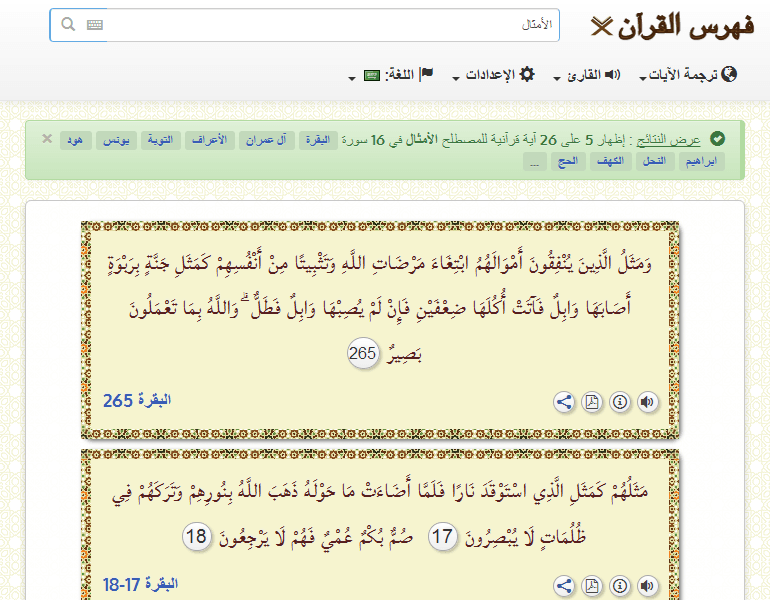 فهرس القرآن
الأمثال
ترجمة الآيات القارئ الإعدادات اللغة:
عرض النتائج : إظهار 5 على 26 آية قرآنية للمصطلح الأمثال في 16 سورة البقرة آل عمران الأعراف التوبة يونس هود ×
ابراهيم النحل الكهف الحج ...
وَمَثَلُ الَّذِينَ يُنْفِقُونَ أَمْوَالَهُمُ ابْتِغَاءَ مَرْضَاتِ اللَّهِ وَتَثْبِيتًا مِنْ أَنْفُسِهِمْ كَمَثَلِ جَنَّةٍ بِرَبْوَةٍ
أَصَابَهَا وَابِلٌ فَآتَتْ أُكُلَهَا ضِعْفَيْنِ فَإِنْ لَمْ يُصِبْهَا وَابِلٌ فَطَلٌّ ۗ وَاللَّهُ بِمَا تَعْمَلُونَ
بَصِيرٌ 265
البقرة 265
مَثَلُهُمْ كَمَثَلِ الَّذِي اسْتَوْقَدَ نَارًا فَلَمَّا أَضَاءَتْ مَا حَوْلَهُ ذَهَبَ اللَّهُ بِنُورِهِمْ وَتَرَكَهُمْ فِي
ظُلُمَاتٍ لَا يُبْصِرُونَ 17 صُمٌّ بُكْمٌ عُمْيٌ فَهُمْ لَا يَرْجِعُونَ 18
البقرة 17-18